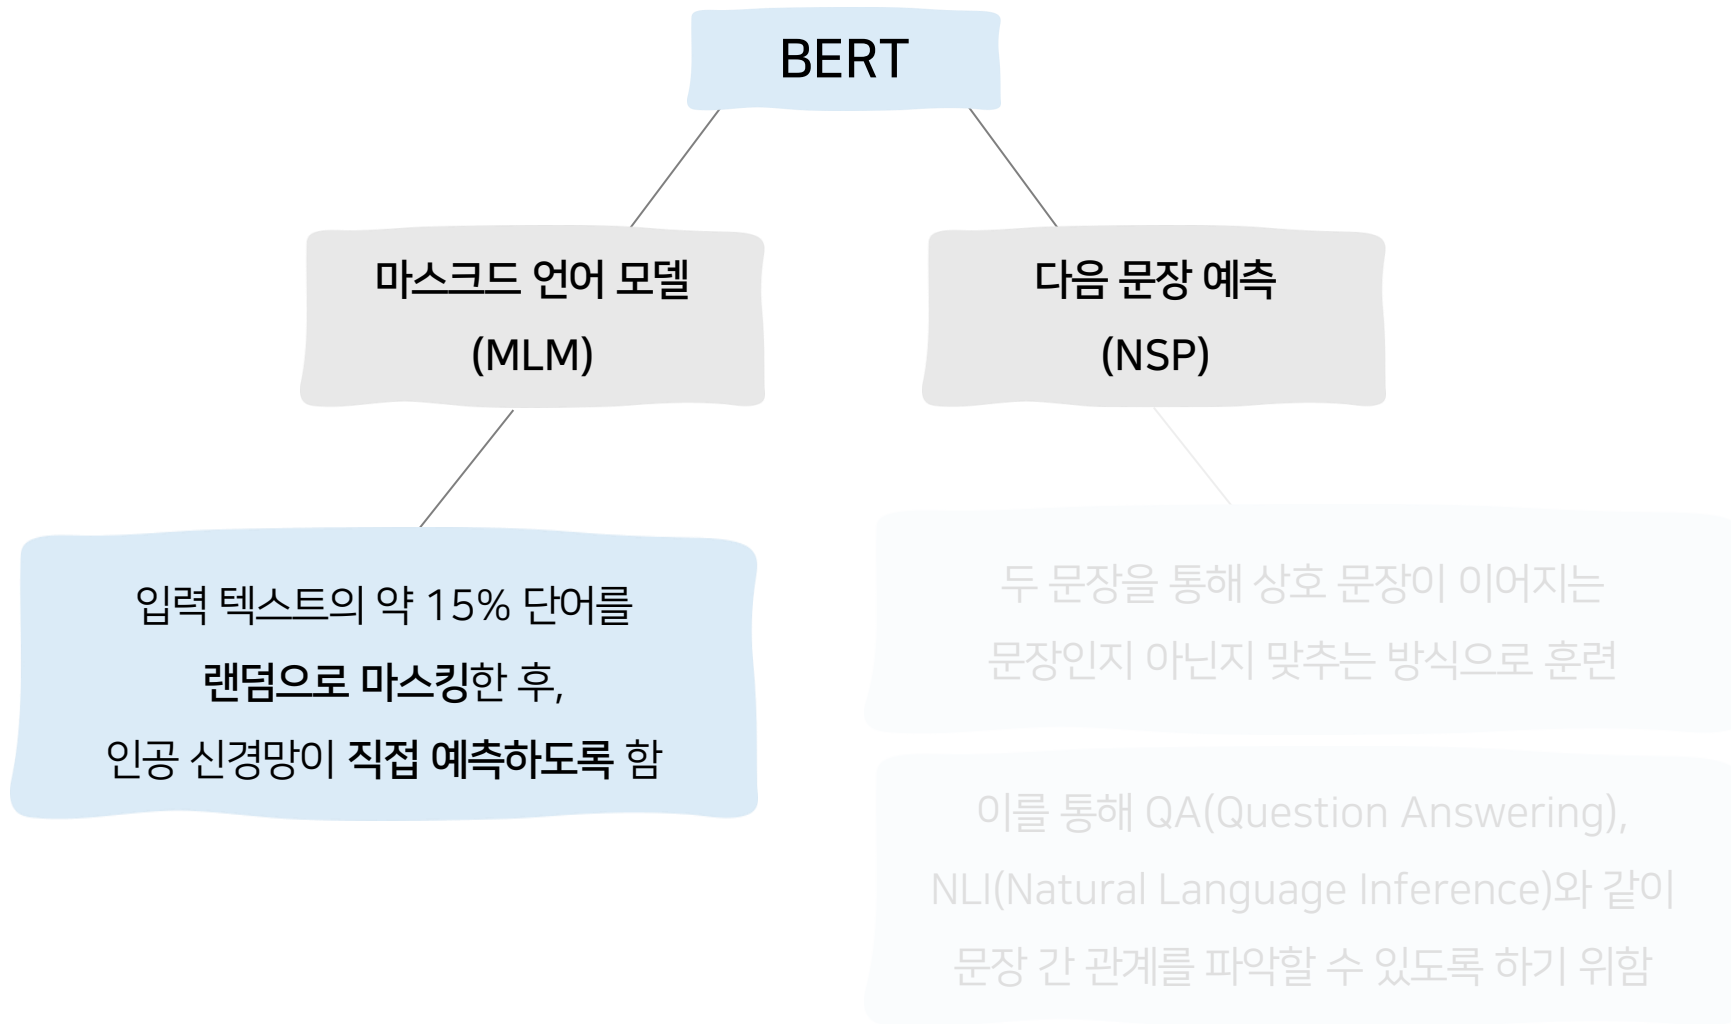 BERT
마스크드 언어 모델
(MLM)
다음 문장 예측
(NSP)
입력 텍스트의 약 15% 단어를
랜덤으로 마스킹한 후,
인공 신경망이 직접 예측하도록 함
두 문장을 통해 상호 문장이 이어지는
문장인지 아닌지 맞추는 방식으로 훈련
이를 통해 QA(Question Answering),
NLI(Natural Language Inference)와 같이
문장 간 관계를 파악할 수 있도록 하기 위함